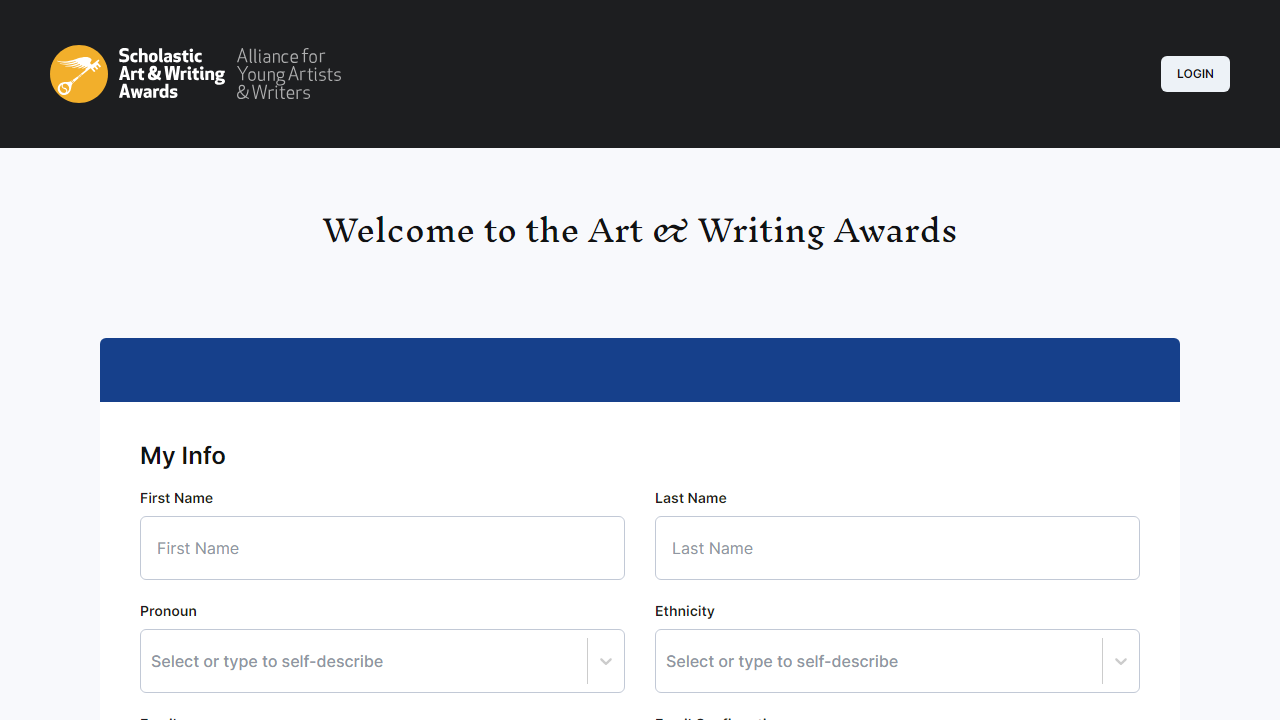 Scholastic
Art & Writing
Awards
Alliance for
Young Artists
& Writers
LOGIN
Welcome to the Art & Writing Awards
My Info
First Name
Last Name
First Name
Last Name
Pronoun
Ethnicity
Select or type to self-describe
Select or type to self-describe